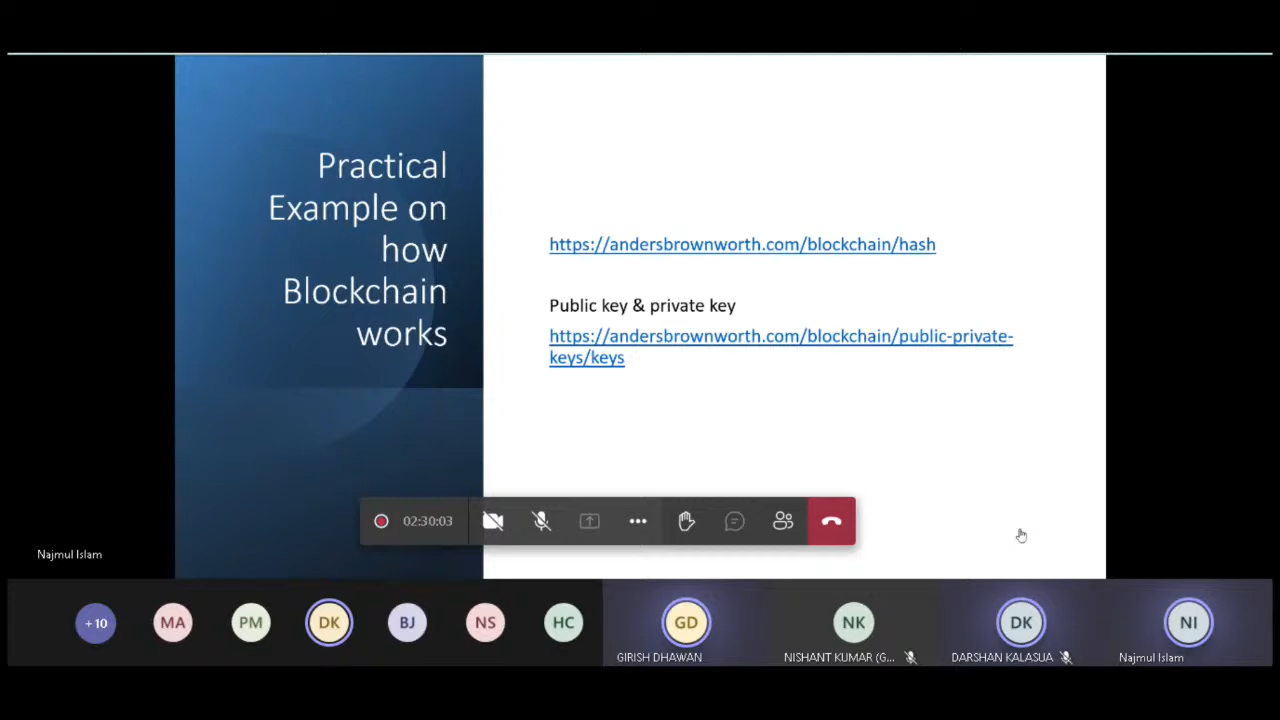 Practical
Example on
how
Blockchain
works
https://andersbrownworth.com/blockchain/hash
Public key & private key
https://andersbrownworth.com/blockchain/public-private-
keys/keys
02:30:03
Najmul Islam
+10
MA
PM
DK
BJ
NS
HC
GD
NK
DK
NI
GIRISH DHAWAN
NISHANT KUMAR (G...
DARSHAN KALASUA
Najmul Islam